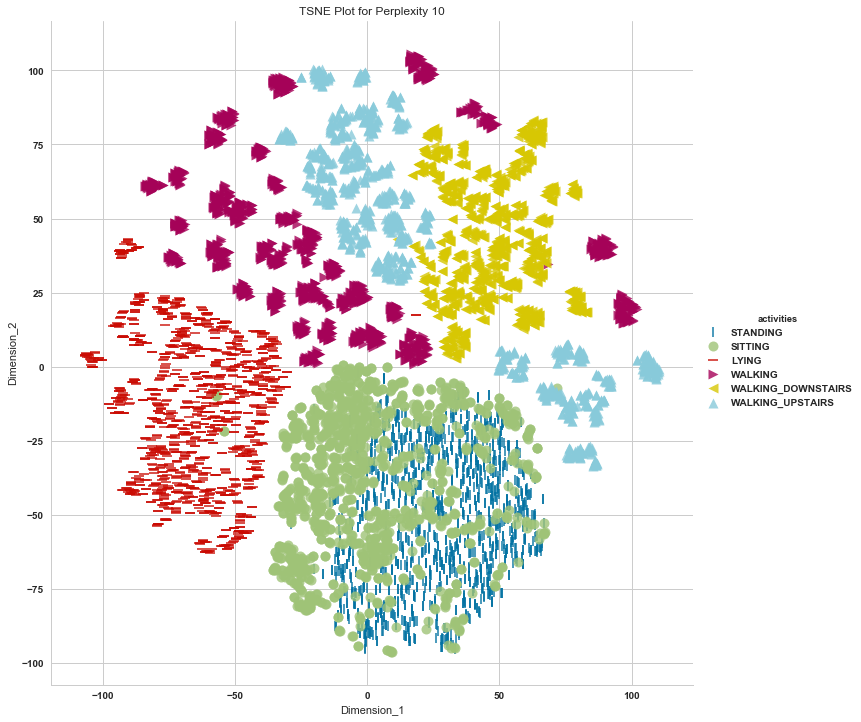 TSNE Plot for Perplexity 10
Dimension_2
100
75
50
25
0
−25
−50
−75
−100
−100
−50
0
50
100
Dimension_1
activities
STANDING
SITTING
LYING
WALKING
WALKING_DOWNSTAIRS
WALKING_UPSTAIRS